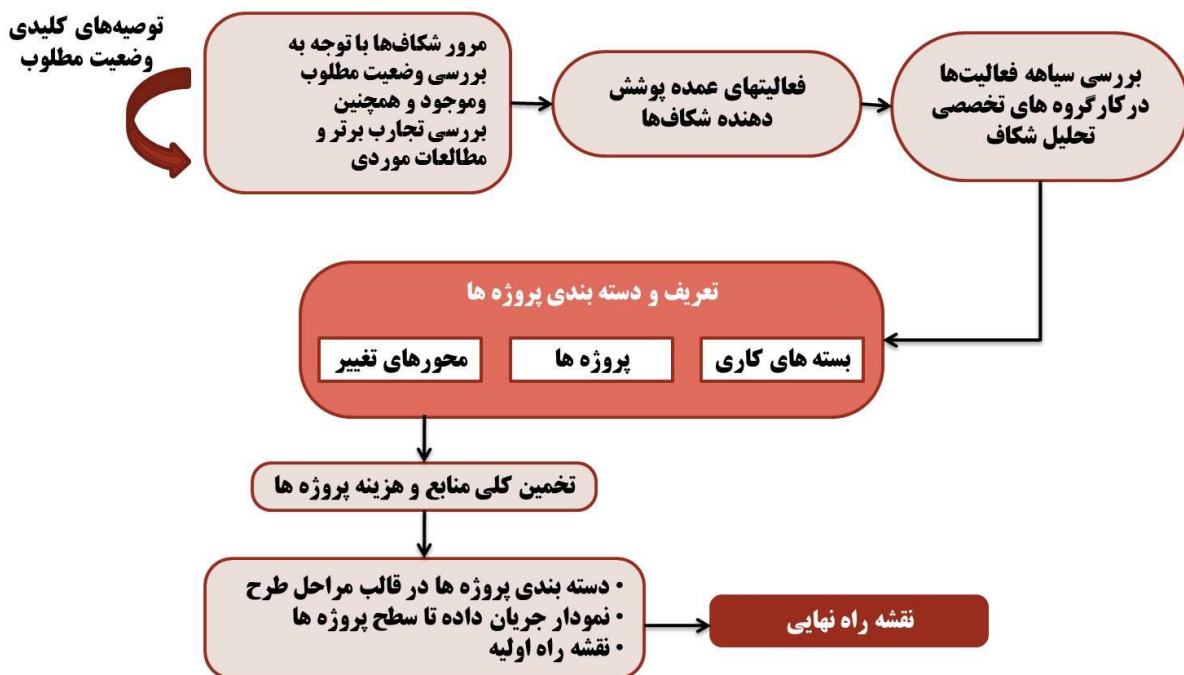 توصیه‌های کلیدی
وضعیت مطلوب
مرور شکاف‌ها با توجه به
بررسی وضعیت مطلوب
وموجود و همچنین
بررسی تجارب برتر و
مطالعات موردی
فعالیتهای عمده پوشش
دهنده شکاف‌ها
بررسی سیاهه فعالیت‌ها
درکارگروه های تخصصی
تحلیل شکاف
تعریف و دسته بندی پروژه ها
بسته های کاری
پروژه ها
محورهای تغییر
تخمین کلی منابع و هزینه پروژه ها
• دسته بندی پروژه ها در قالب مراحل طرح
• نمودار جریان داده تا سطح پروژه ها
• نقشه راه اولیه
نقشه راه نهایی